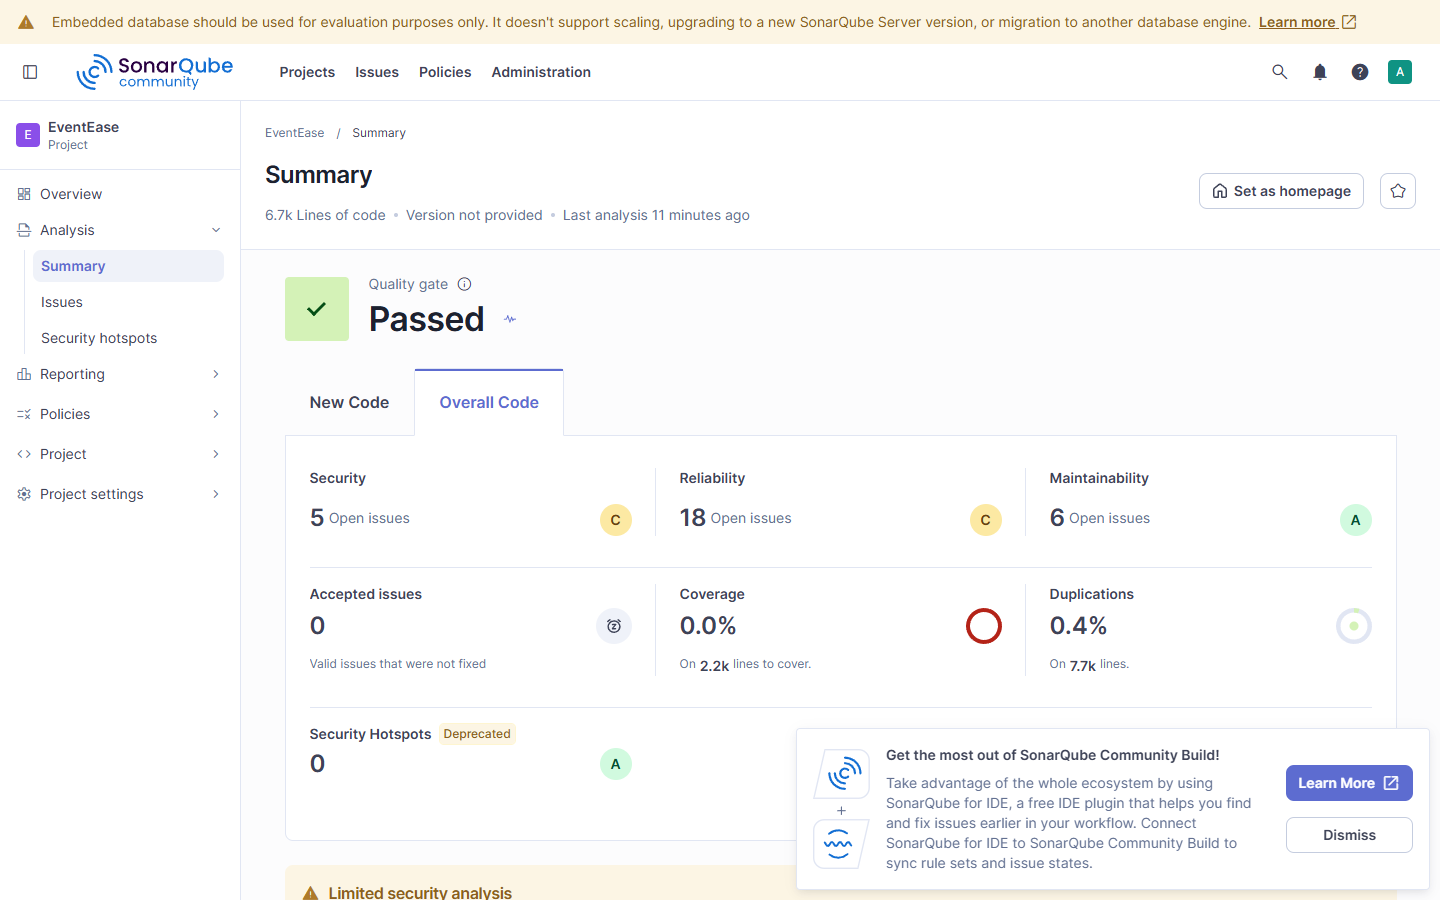 Embedded database should be used for evaluation purposes only. It doesn't support scaling, upgrading to a new SonarQube Server version, or migration to another database engine. Learn more
SonarQube
community
Projects
Issues
Policies
Administration
A
E
EventEase
Project
Overview
Analysis
Summary
Issues
Security hotspots
Reporting
Policies
Project
Project settings
EventEase / Summary
Summary
6.7k Lines of code • Version not provided • Last analysis 11 minutes ago
Set as homepage
Quality gate
Passed
New Code
Overall Code
Security
5 Open issues
C
Reliability
18 Open issues
C
Maintainability
6 Open issues
A
Accepted issues
0
Valid issues that were not fixed
Coverage
0.0%
On 2.2k lines to cover.
Duplications
0.4%
On 7.7k lines.
Security Hotspots Deprecated
0
A
Get the most out of SonarQube Community Build!
Take advantage of the whole ecosystem by using
SonarQube for IDE, a free IDE plugin that helps you find
and fix issues earlier in your workflow. Connect
SonarQube for IDE to SonarQube Community Build to
sync rule sets and issue states.
Learn More
Dismiss
Limited security analysis